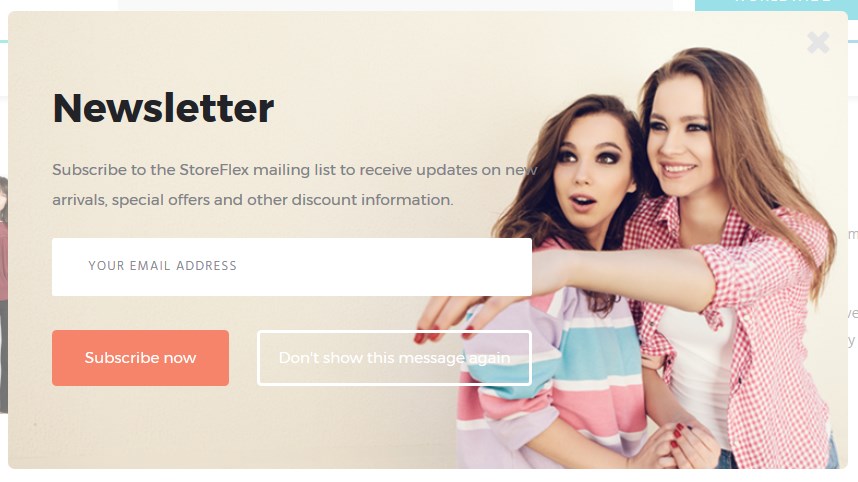 Newsletter
Subscribe to the StoreFlex mailing list to receive updates on new
arrivals, special offers and other discount information.
YOUR EMAIL ADDRESS
Subscribe now
Don't show this message again